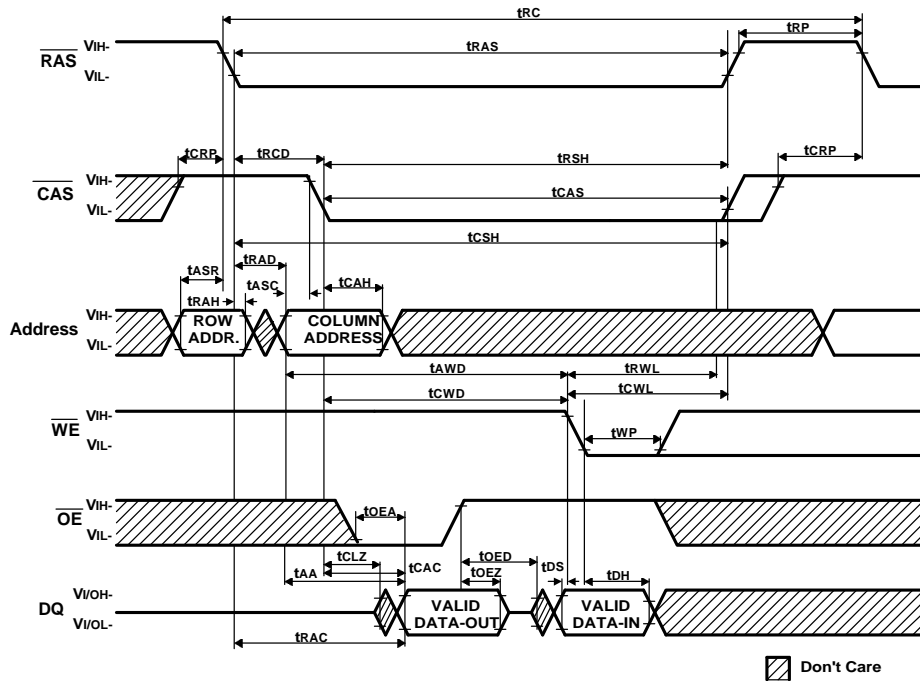 tRC
tRP
VIH-
RAS
tRAS
VIL-
tCRP
tRCD
tRSH
tCRP
VIH-
CAS
tCAS
VIL-
tCSH
tRAD
tASR
tASC
tCAH
tRAH
VIH-
Address
ROW
ADDR.
COLUMN
ADDRESS
VIL-
tAWD
tRWL
tCWD
tCWL
VIH-
WE
tWP
VIL-
VIH-
OE
tOEA
VIL-
tOED
tCLZ
tCAC
tDS
tAA
tOEZ
tDH
VI/OH-
DQ
VALID
DATA-OUT
VALID
DATA-IN
VI/OL-
tRAC
Don't Care